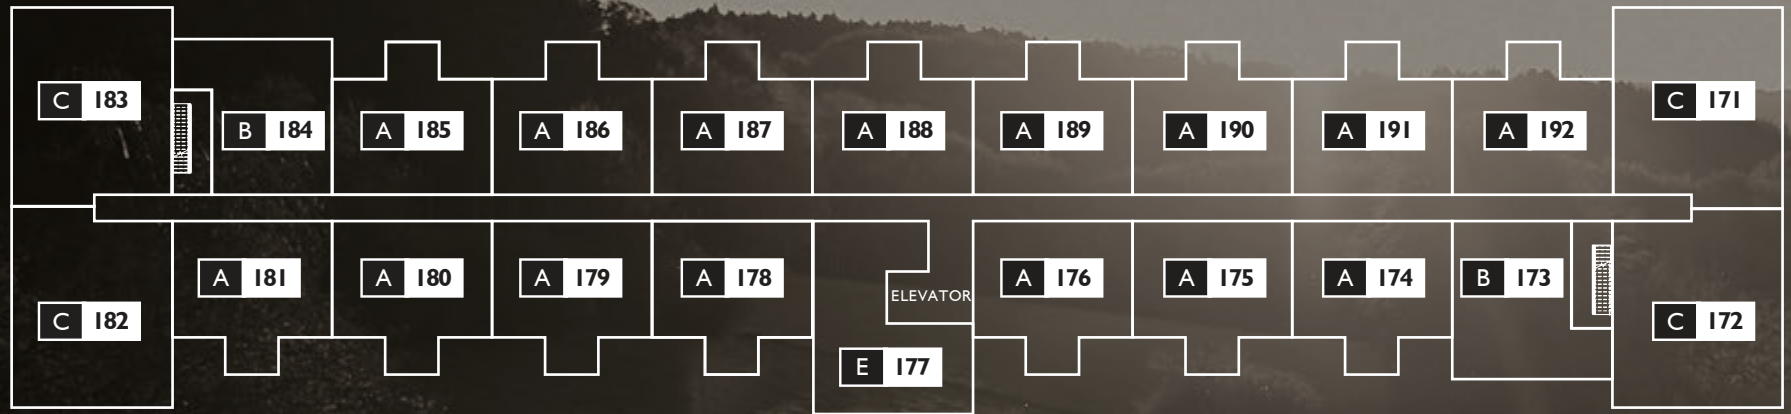 C 183
B 184
A 185
A 186
A 187
A 188
A 189
A 190
A 191
A 192
C 171
C 182
A 181
A 180
A 179
A 178
ELEVATOR
E 177
A 176
A 175
A 174
B 173
C 172